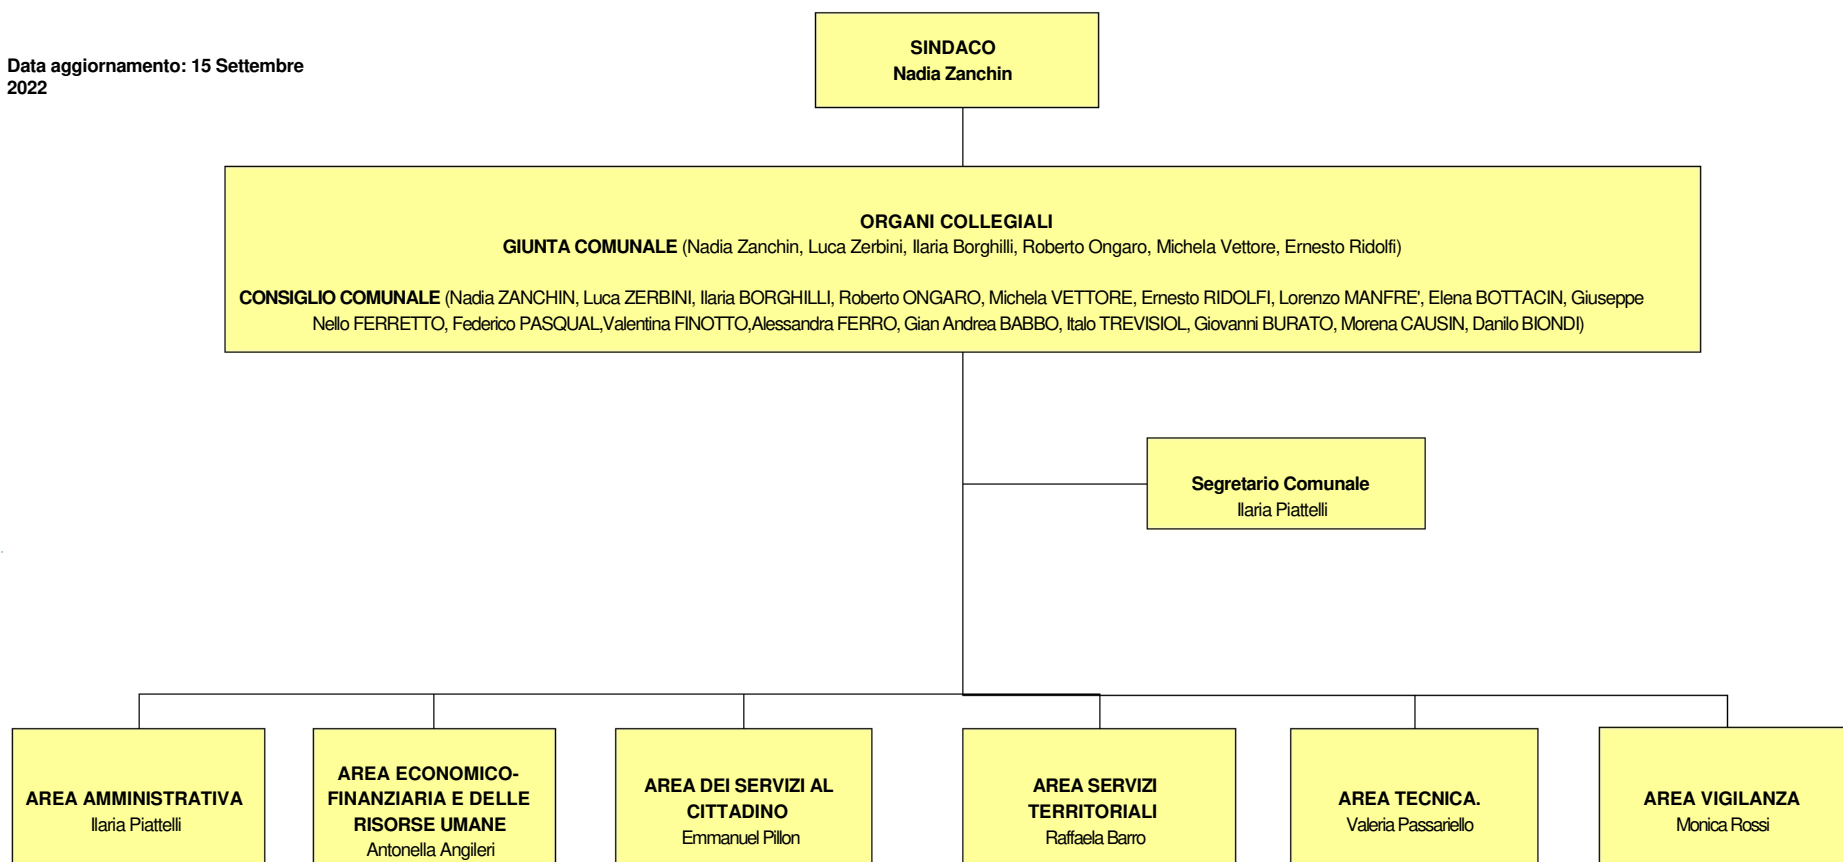 Data aggiornamento: 15 Settembre
2022
SINDACO
Nadia Zanchin
ORGANI COLLEGIALI
GIUNTA COMUNALE (Nadia Zanchin, Luca Zerbini, Ilaria Borghilli, Roberto Ongaro, Michela Vettore, Ernesto Ridolfi)
CONSIGLIO COMUNALE (Nadia ZANCHIN, Luca ZERBINI, Ilaria BORGHILLI, Roberto ONGARO, Michela VETTORE, Ernesto RIDOLFI, Lorenzo MANFRE', Elena BOTTACIN, Giuseppe
Nello FERRETTO, Federico PASQUAL,Valentina FINOTTO,Alessandra FERRO, Gian Andrea BABBO, Italo TREVISIOL, Giovanni BURATO, Morena CAUSIN, Danilo BIONDI)
Segretario Comunale
Ilaria Piattelli
AREA AMMINISTRATIVA
Ilaria Piattelli
AREA ECONOMICO-
FINANZIARIA E DELLE
RISORSE UMANE
Antonella Angileri
AREA DEI SERVIZI AL
CITTADINO
Emmanuel Pillon
AREA SERVIZI
TERRITORIALI
Raffaela Barro
AREA TECNICA.
Valeria Passariello
AREA VIGILANZA
Monica Rossi